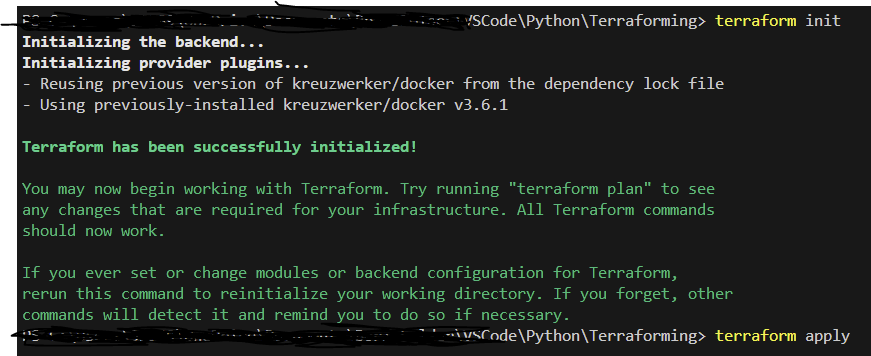 \VSCode\Python\Terraforming> terraform init
Initializing the backend...
Initializing provider plugins...
- Reusing previous version of kreuzwerker/docker from the dependency lock file
- Using previously-installed kreuzwerker/docker v3.6.1
Terraform has been successfully initialized!
You may now begin working with Terraform. Try running "terraform plan" to see
any changes that are required for your infrastructure. All Terraform commands
should now work.
If you ever set or change modules or backend configuration for Terraform,
rerun this command to reinitialize your working directory. If you forget, other
commands will detect it and remind you to do so if necessary.
\VSCode\Python\Terraforming> terraform apply